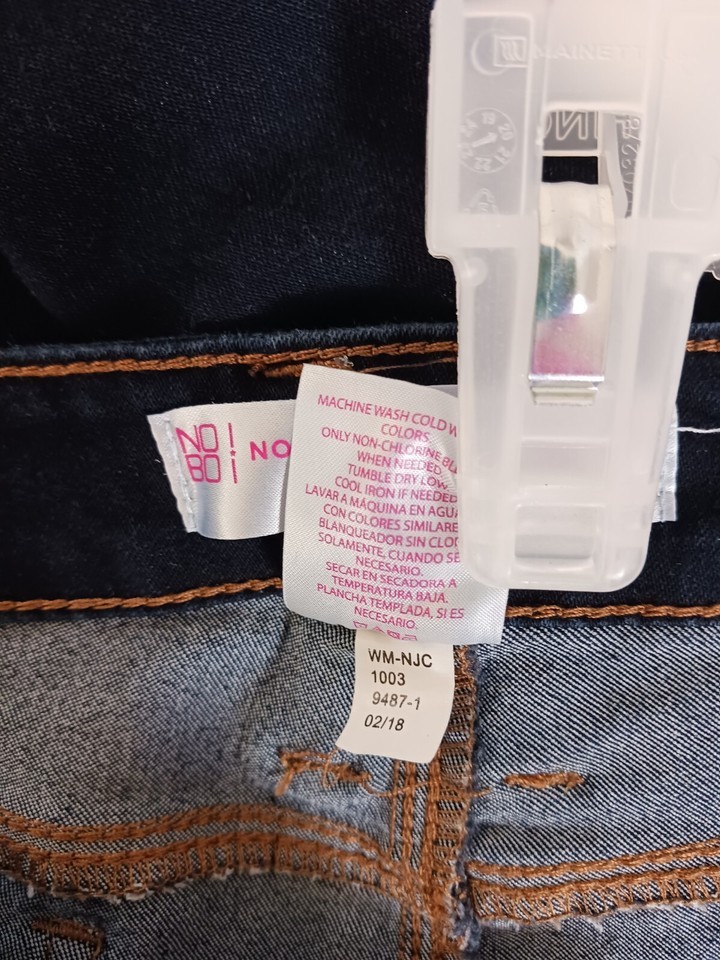 MAINETTI
NO!
BOi
NO
MACHINE WASH COLD W
COLORS
ONLY NON-CHLORINE BL
WHEN NEEDED
TUMBLE DRY LOW
COOL IRON IF NEEDED
LAVAR A MÁQUINA EN AGUA
CON COLORES SIMILARE
BLANQUEADOR SIN CLO
SOLAMENTE, CUANDO SE
NECESARIO.
SECAR EN SECADORA A
TEMPERATURA BAJA.
PLANCHA TEMPLADA, SI ES
NECESARIO.
WM-NJC
1003
9487-1
02/18